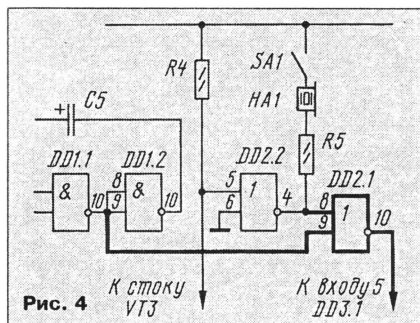 SA1
R4
HA1
+
C5
R5
DD1.1
DD1.2
DD2.2
DD2.1
&
10
8
9
&
10
5
6
1
4
8
9
1
10
К стоку
VT3
К входу 5
DD3.1
Рис. 4